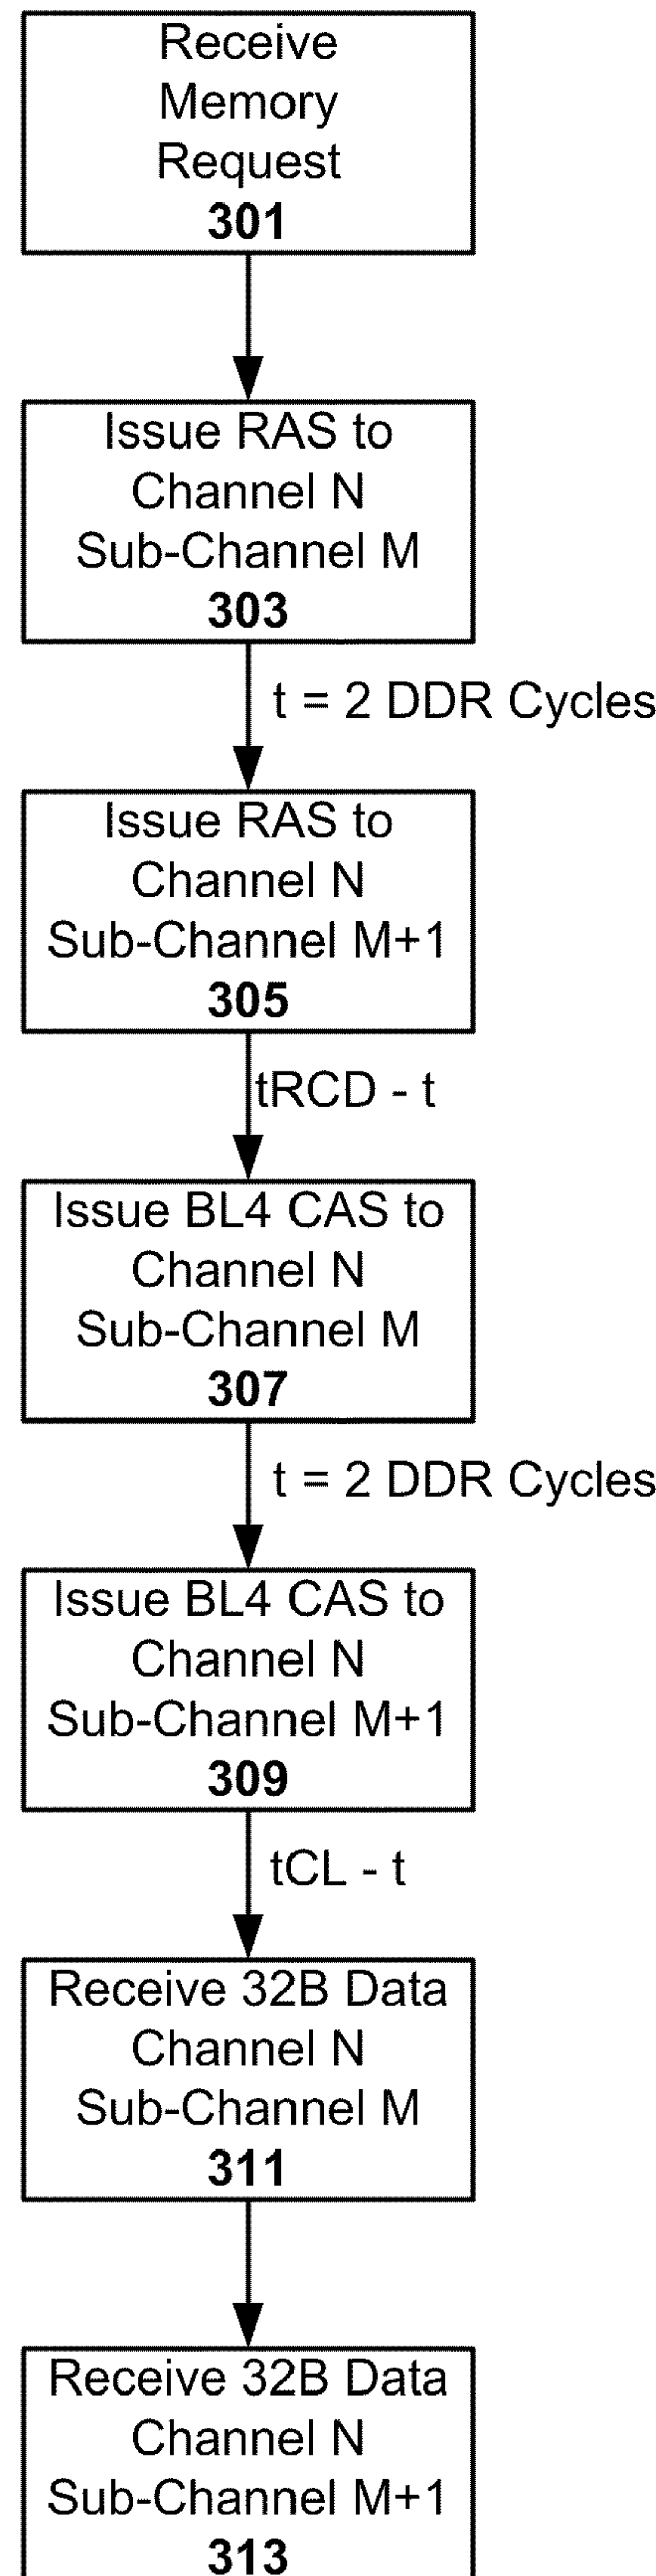 Receive
Memory
Request
301
Issue RAS to
Channel N
Sub-Channel M
303
t = 2 DDR Cycles
Issue RAS to
Channel N
Sub-Channel M+1
305
tRCD - t
Issue BL4 CAS to
Channel N
Sub-Channel M
307
t = 2 DDR Cycles
Issue BL4 CAS to
Channel N
Sub-Channel M+1
309
tCL - t
Receive 32B Data
Channel N
Sub-Channel M
311
Receive 32B Data
Channel N
Sub-Channel M+1
313